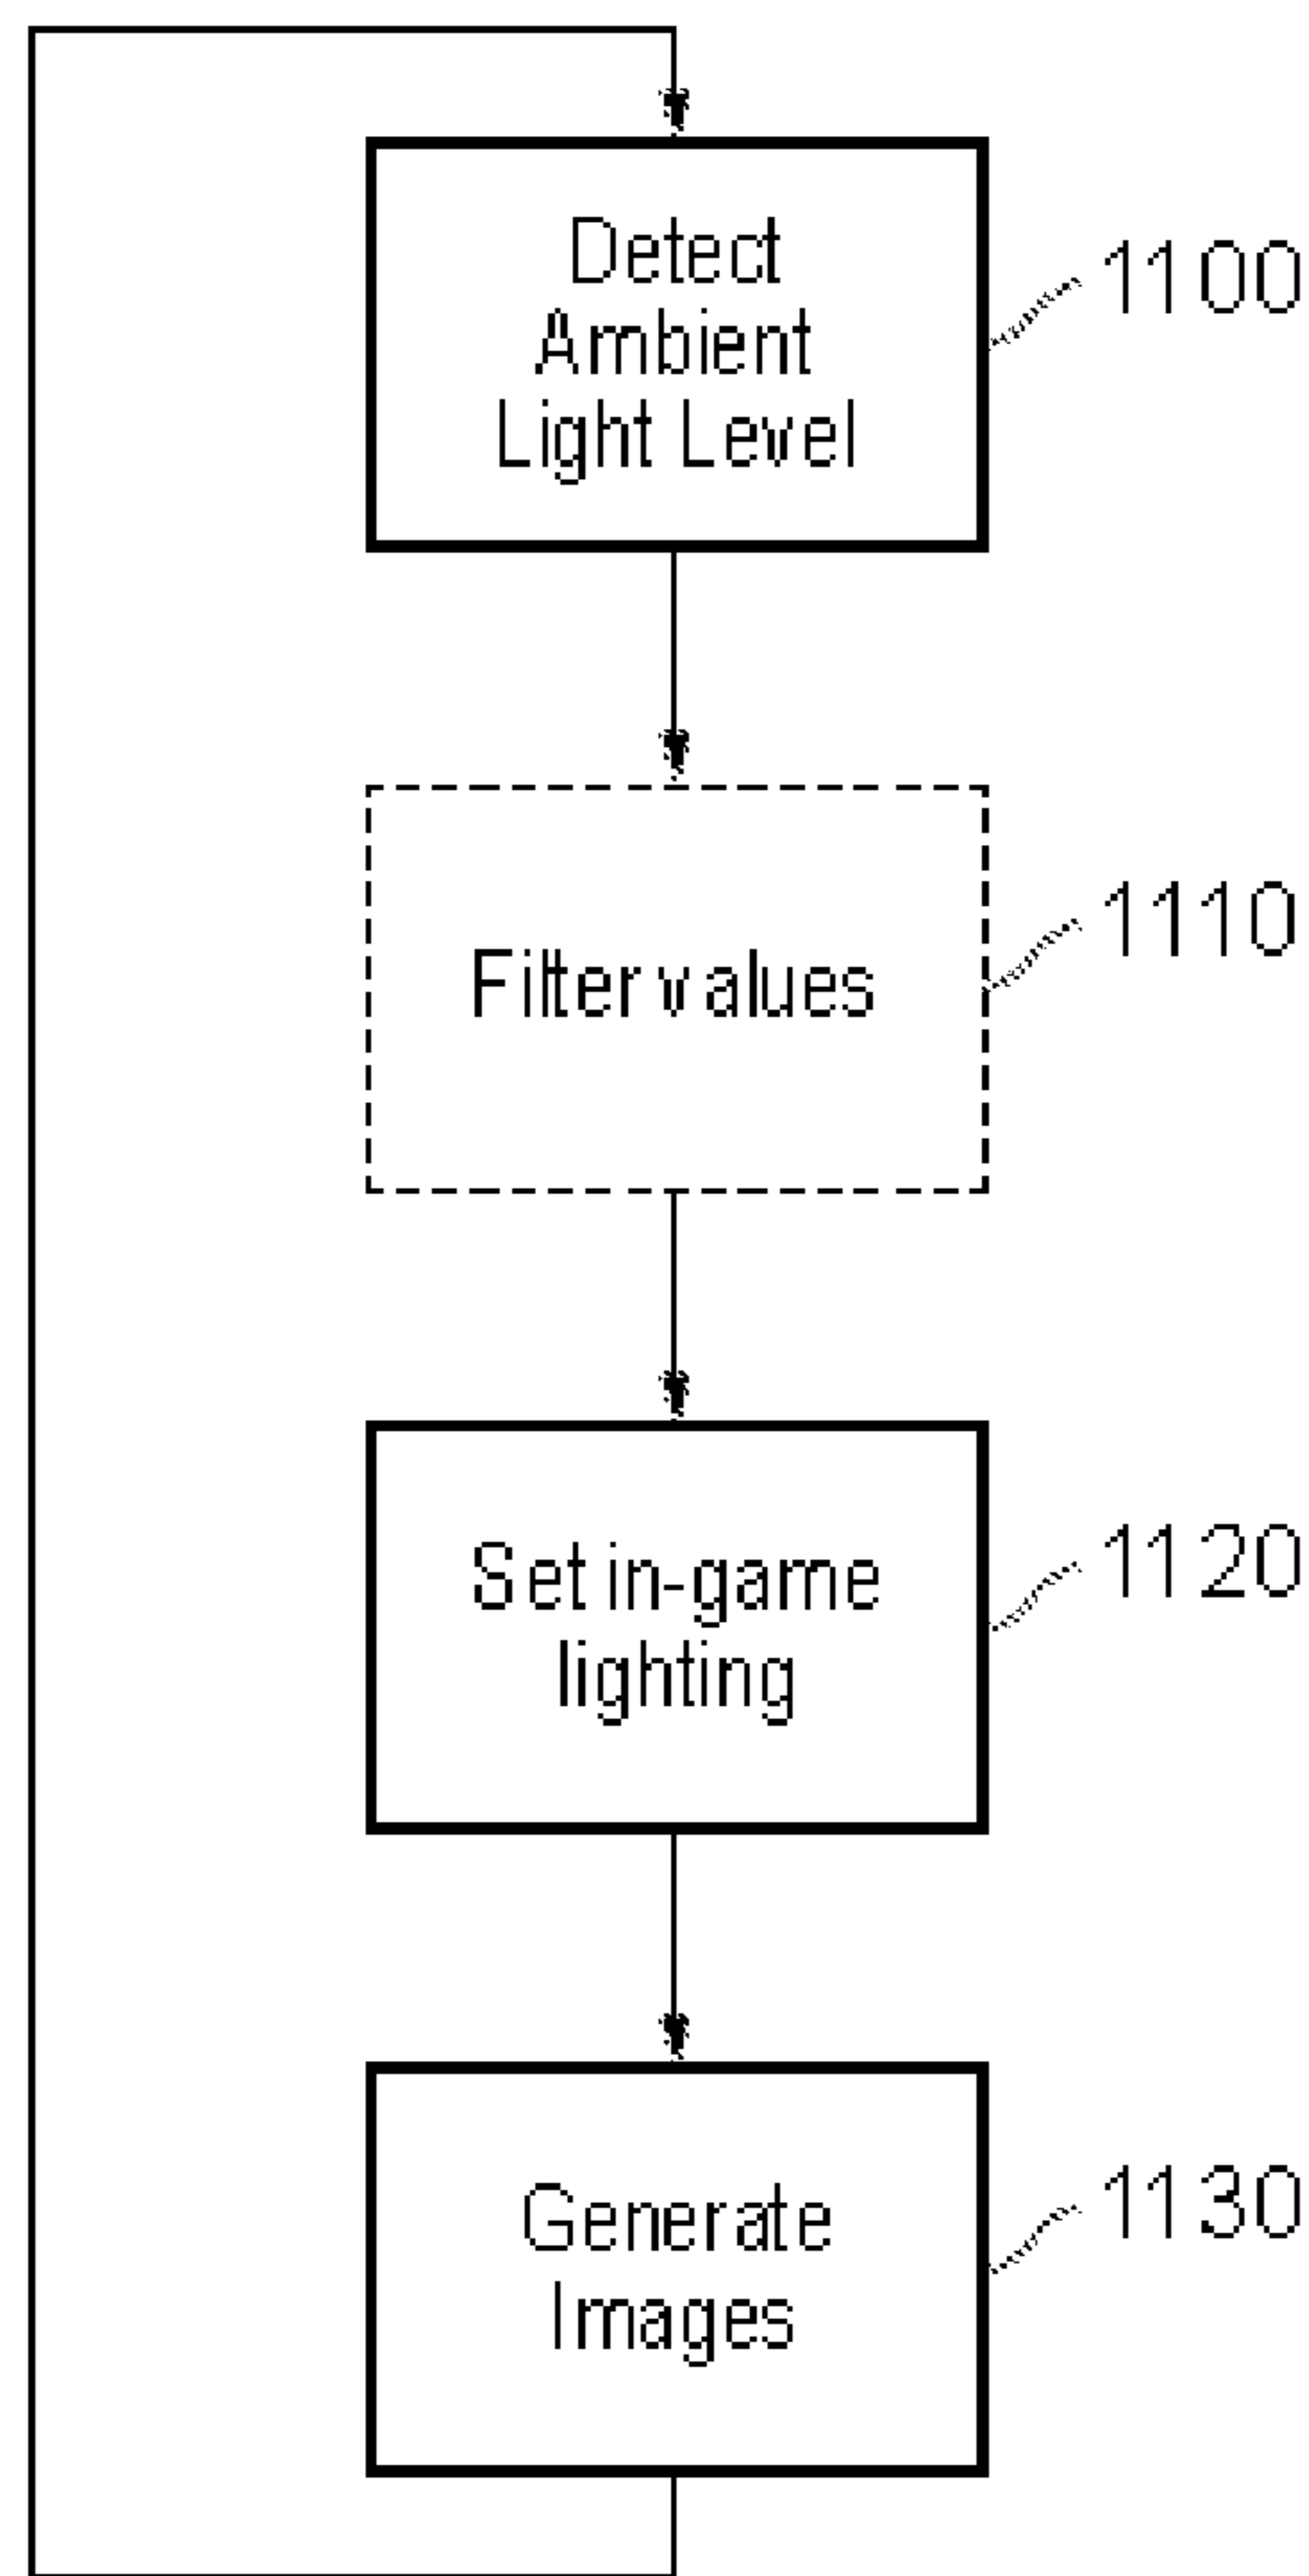 Detect
Ambient
Light Level
1100
Filter values
1110
Set in-game
lighting
1120
Generate
Images
1130